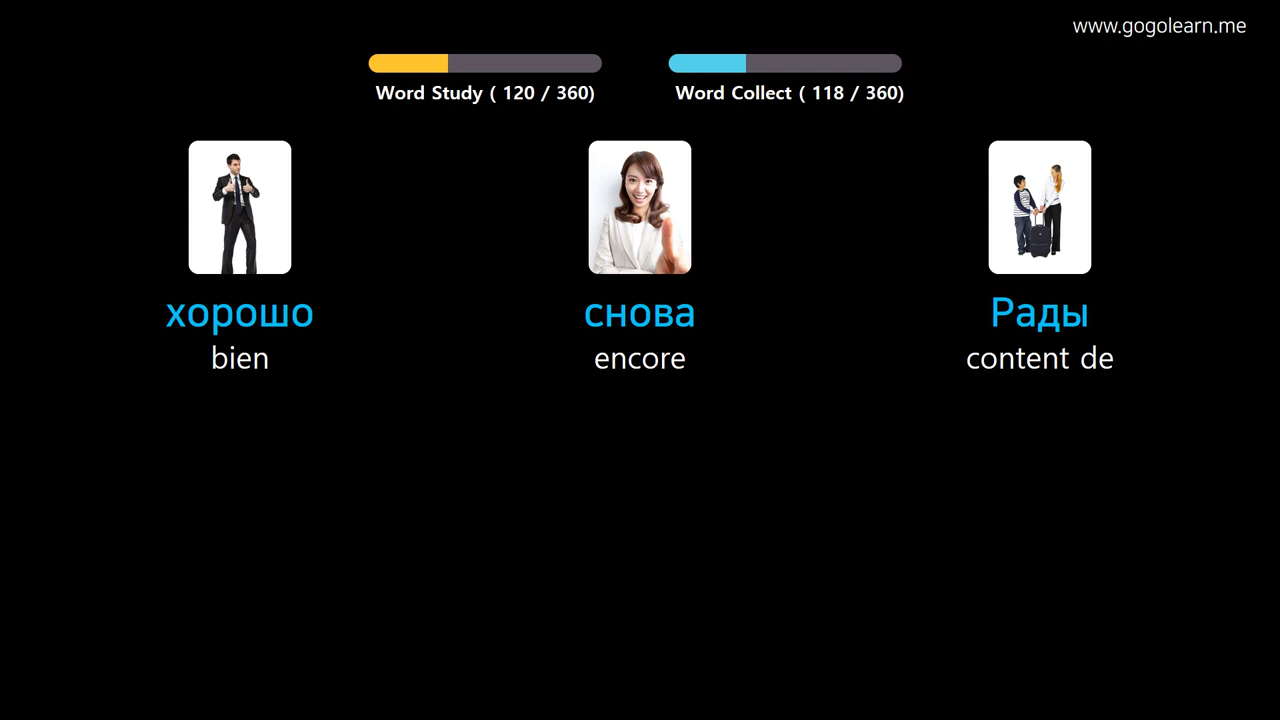 www.gogolearn.me
Word Study ( 120 / 360)
Word Collect ( 118 / 360)
хорошо
bien
снова
encore
Рады
content de